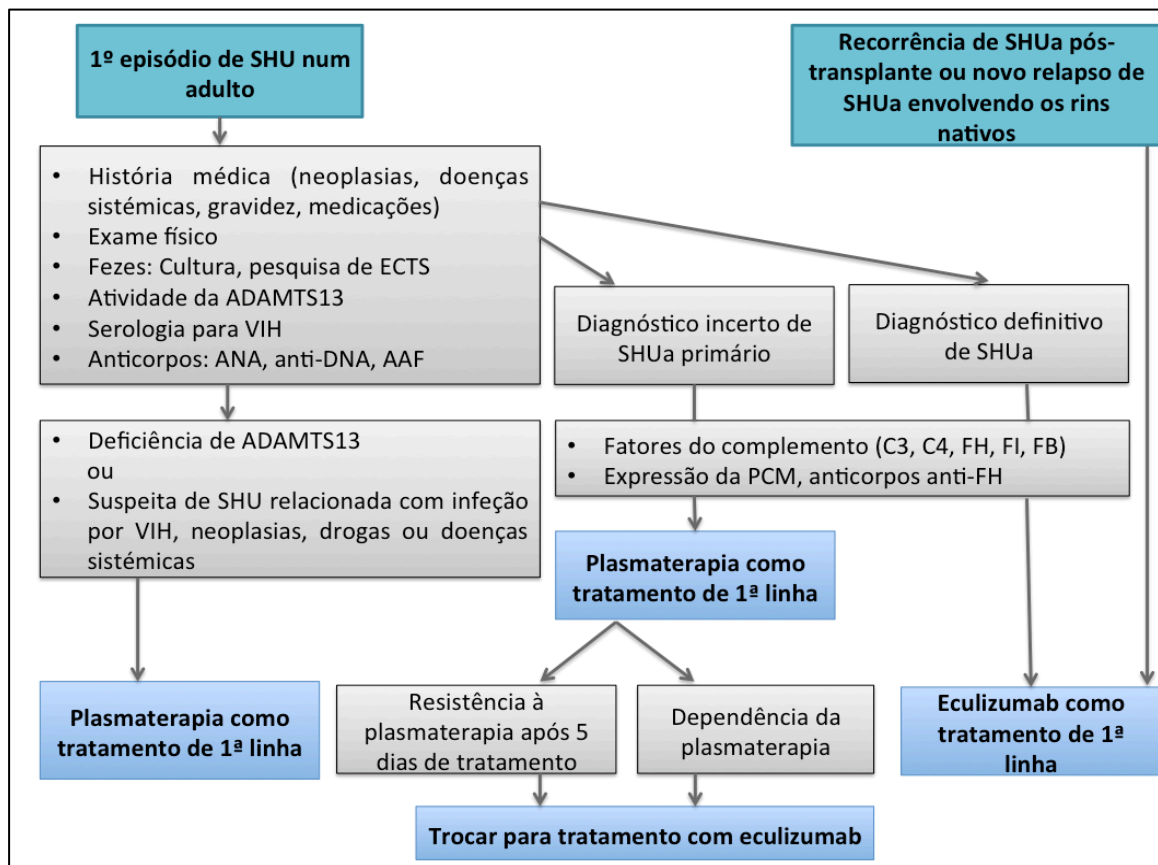 1º episódio de SHU num
adulto
Recorrência de SHUa pós-
transplante ou novo relapso de
SHUa envolvendo os rins
nativos
• História médica (neoplasias, doenças
sistémicas, gravidez, medicações)
• Exame físico
• Fezes: Cultura, pesquisa de ECTS
• Atividade da ADAMTS13
• Serologia para VIH
• Anticorpos: ANA, anti-DNA, AAF
Diagnóstico incerto de
SHUa primário
Diagnóstico definitivo
de SHUa
• Deficiência de ADAMTS13
ou
• Suspeita de SHU relacionada com infeção
por VIH, neoplasias, drogas ou doenças
sistémicas
• Fatores do complemento (C3, C4, FH, FI, FB)
• Expressão da PCM, anticorpos anti-FH
Plasmaterapia como
tratamento de 1ª linha
Plasmaterapia como
tratamento de 1ª linha
Resistência à
plasmaterapia após 5
dias de tratamento
Dependência da
plasmaterapia
Eculizumab como
tratamento de 1ª
linha
Trocar para tratamento com eculizumab